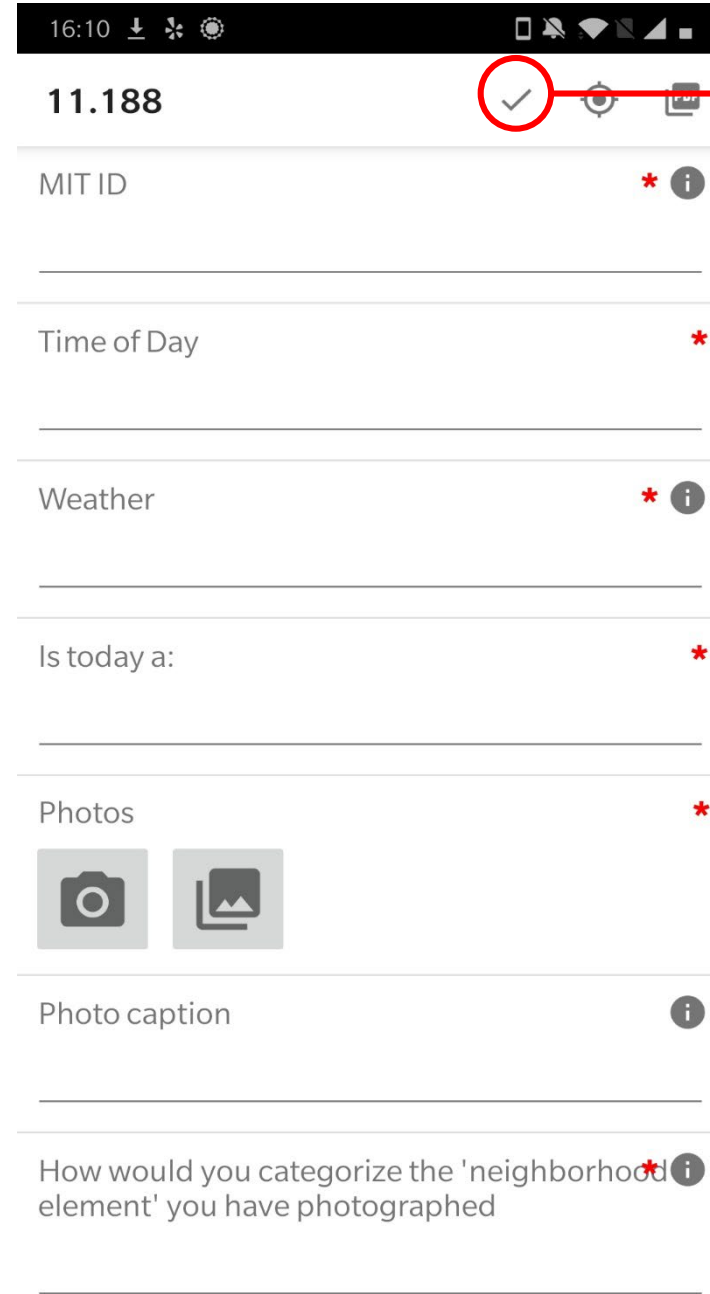 16:10
11.188
MIT ID *
Time of Day *
Weather *
Is today a: *
Photos *
Photo caption
How would you categorize the 'neighborhood *
element' you have photographed